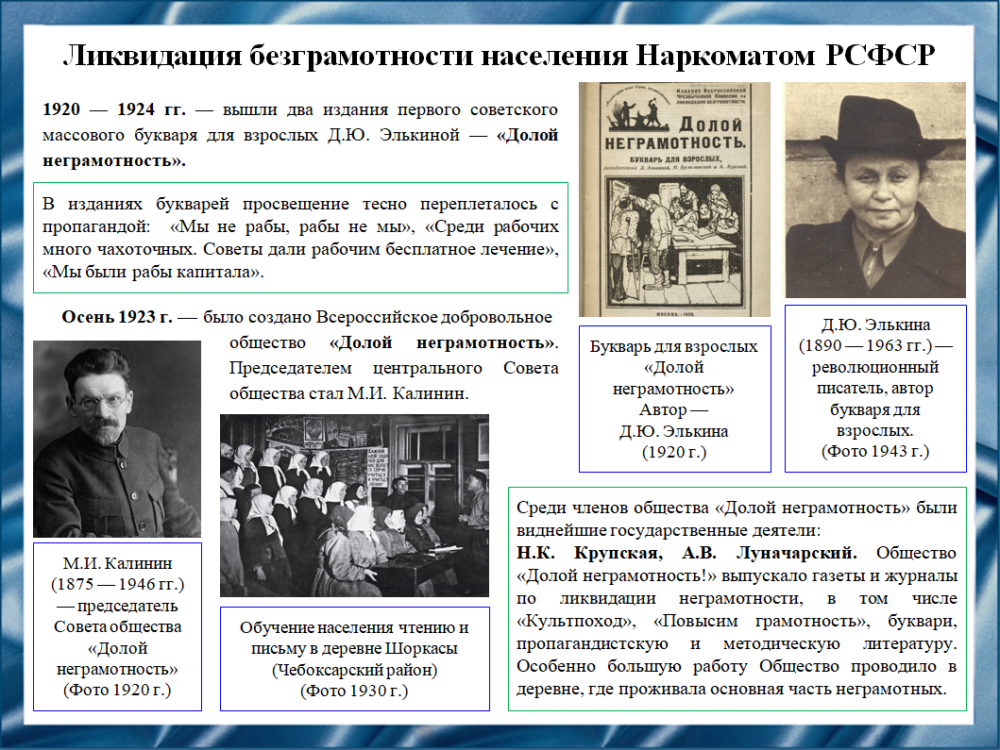 Ликвидация безграмотности населения Наркоматом РСФСР
1920 — 1924 гг. — вышли два издания первого советского
массового букваря для взрослых Д.Ю. Элькиной — «Долой
неграмотность».
В изданиях букварей просвещение тесно переплеталось с
пропагандой: «Мы не рабы, рабы не мы», «Среди рабочих
много чахоточных. Советы дали рабочим бесплатное лечение»,
«Мы были рабы капитала».
Осень 1923 г. — было создано Всероссийское добровольное
общество «Долой неграмотность».
Председателем центрального Совета
общества стал М.И. Калинин.
М.И. Калинин
(1875 — 1946 гг.)
— председатель
Совета общества
«Долой
неграмотность»
(Фото 1920 г.)
Обучение населения чтению и
письму в деревне Шоркасы
(Чебоксарский район)
(Фото 1930 г.)
Издание Всероссийской
Чрезвычайной Комиссии по
ликвидации безграмотности.
Долой
неграмотность.
Букварь для взрослых,
МОСКВА.—1920.
Букварь для взрослых
«Долой
неграмотность»
Автор —
Д.Ю. Элькина
(1920 г.)
Д.Ю. Элькина
(1890 — 1963 гг.) —
революционный
писатель, автор
букваря для
взрослых.
(Фото 1943 г.)
Среди членов общества «Долой неграмотность» были
виднейшие государственные деятели:
Н.К. Крупская, А.В. Луначарский. Общество
«Долой неграмотность!» выпускало газеты и журналы
по ликвидации неграмотности, в том числе
«Культпоход», «Повысим грамотность», буквари,
пропагандистскую и методическую литературу.
Особенно большую работу Общество проводило в
деревне, где проживала основная часть неграмотных.